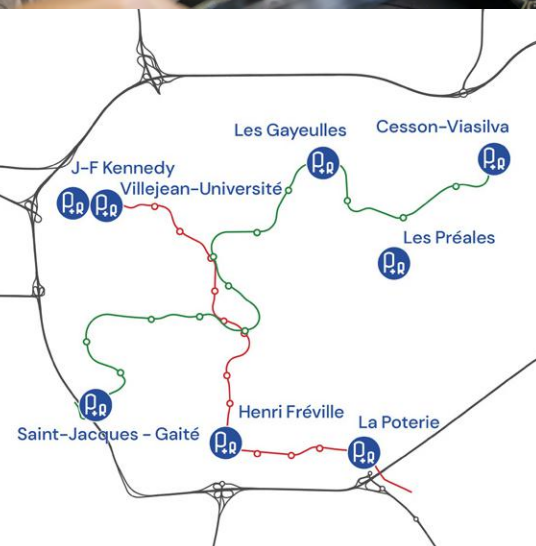 Les Gayeulles
Cesson-Viasilva
J-F Kennedy
P+R
P+R
Villejean-Université
P+R
P+R
Les Préales
P+R
P+R
Saint-Jacques - Gaité
Henri Fréville
P+R
La Poterie
P+R